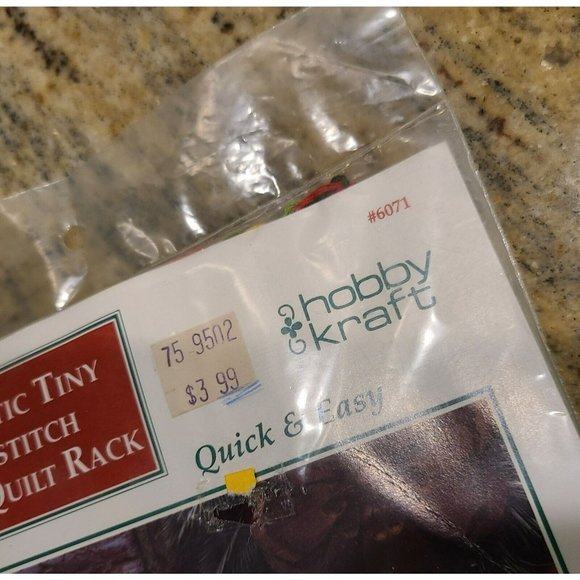 #6071
hobby
kraft
75 9502
$3 99
TIC TINY
STITCH
QUILT RACK
Quick & Easy